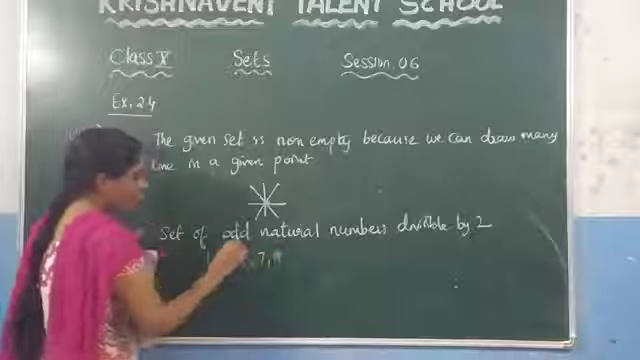 KRISHNAVENI TALENT SCHOOL
Class X Sets Session. 06
Ex. 2.4
The given set is non empty because we can draw many
line in a given point
Set of odd natural numbers divisible by 2
7,